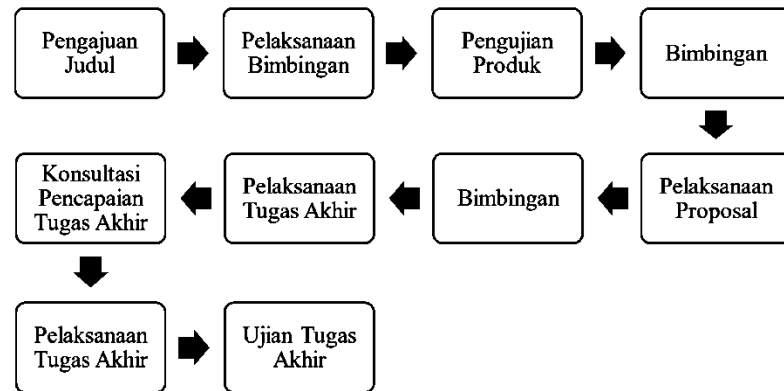 Pengajuan
Judul
Pelaksanaan
Bimbingan
Pengujian
Produk
Bimbingan
Pelaksanaan
Proposal
Bimbingan
Pelaksanaan
Tugas Akhir
Konsultasi
Pencapaian
Tugas Akhir
Pelaksanaan
Tugas Akhir
Ujian Tugas
Akhir